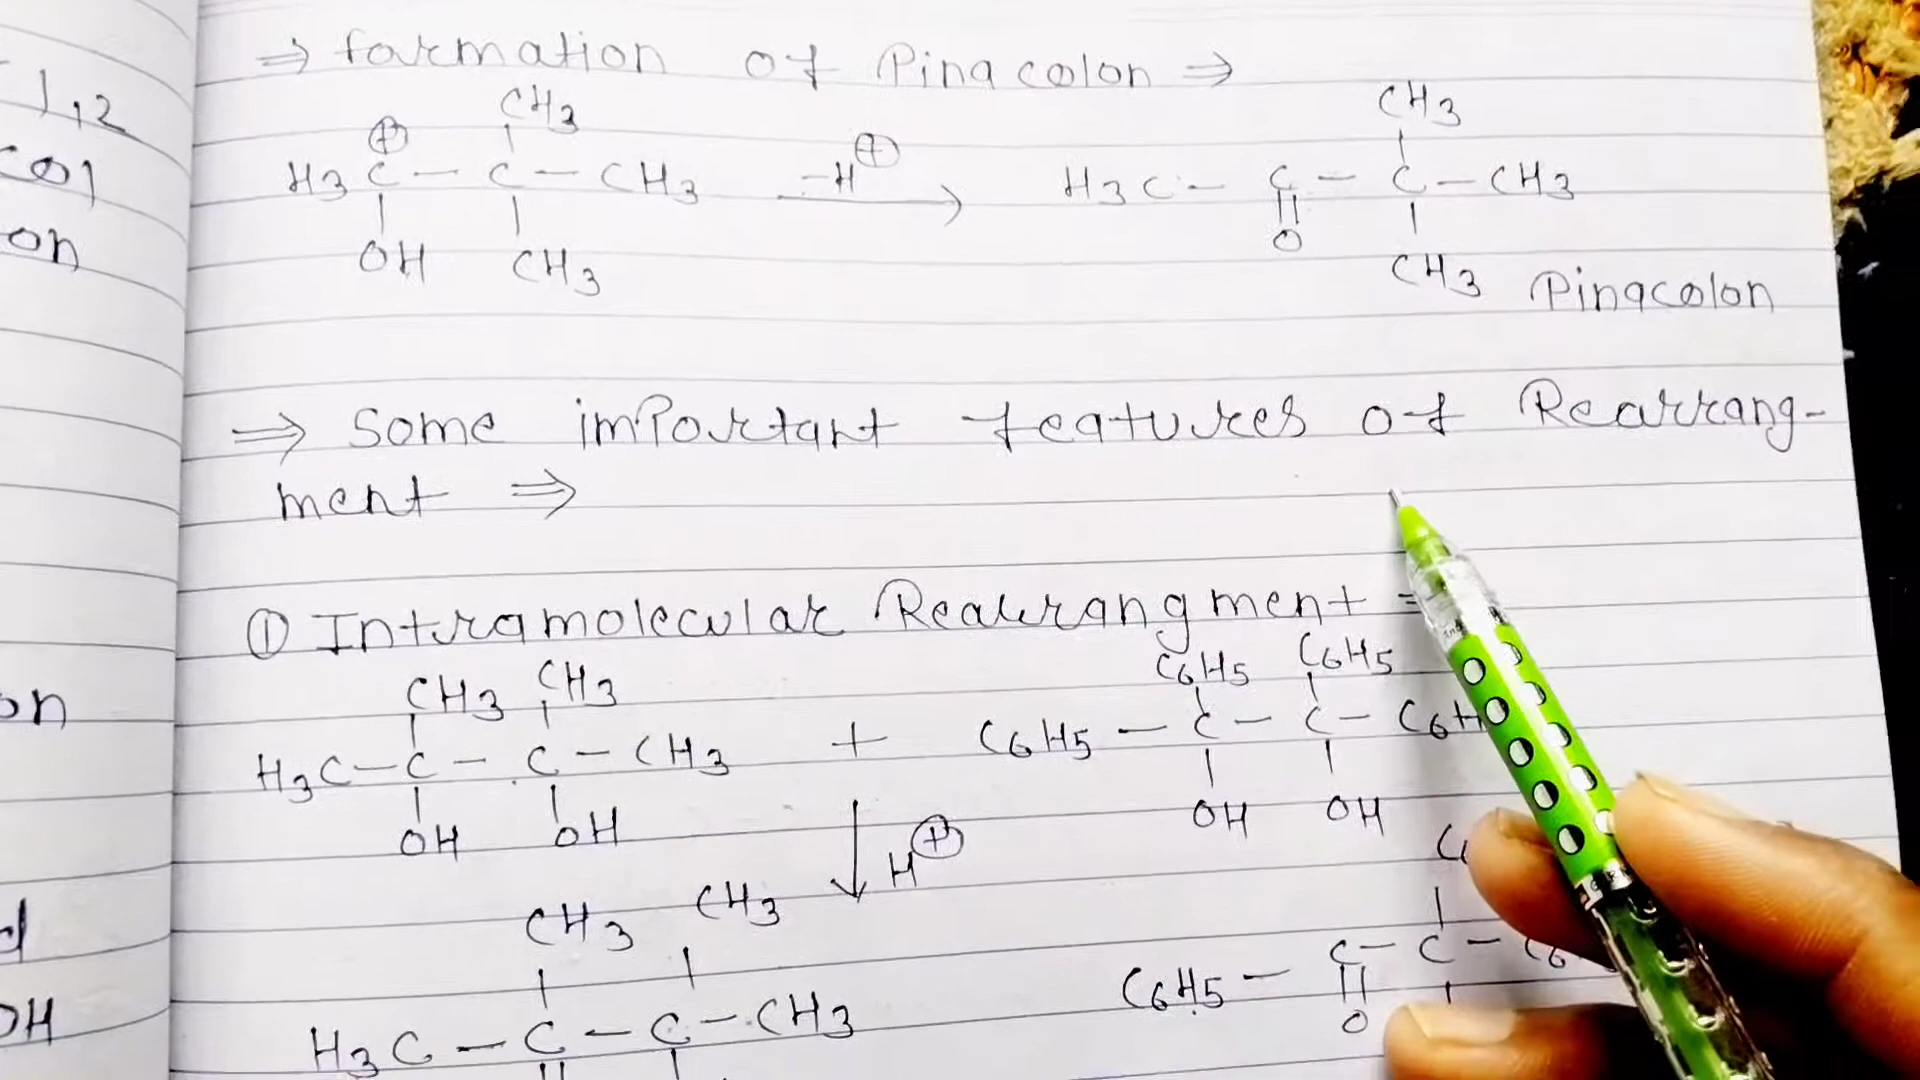 1,2
col
on
on
d
OH
⇒ formation of Pinacolon ⇒
CH3 CH3
⊕ -H⊕
H3C - C - CH3 → H3C - C - C - CH3
OH CH3 O CH3
Pinacolon
⇒ Some important features of Rearrang-
ment ⇒
① Intramolecular Rearrangment =
CH3 CH3 C6H5 C6H5
H3C - C - C - CH3 + C6H5 - C - C - C6H
OH OH OH OH
↓ H⊕
CH3 CH3
C6H5 - C - C -
O
H3C - C - C - CH3